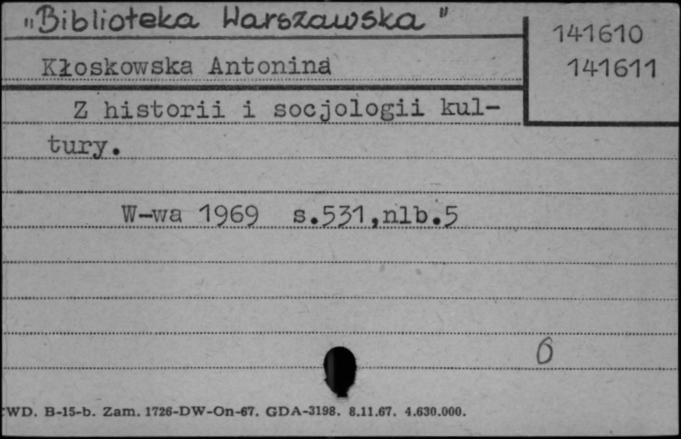 "Biblioteka Warszawska"
141610
Kłoskowska Antonina
141611
Z historii i socjologii kul-
tury.
W-wa 1969 s.531,nlb.5
6
WD. B-15-b. Zam. 1726-DW-On-67. GDA-3198. 8.11.67. 4.630.000.